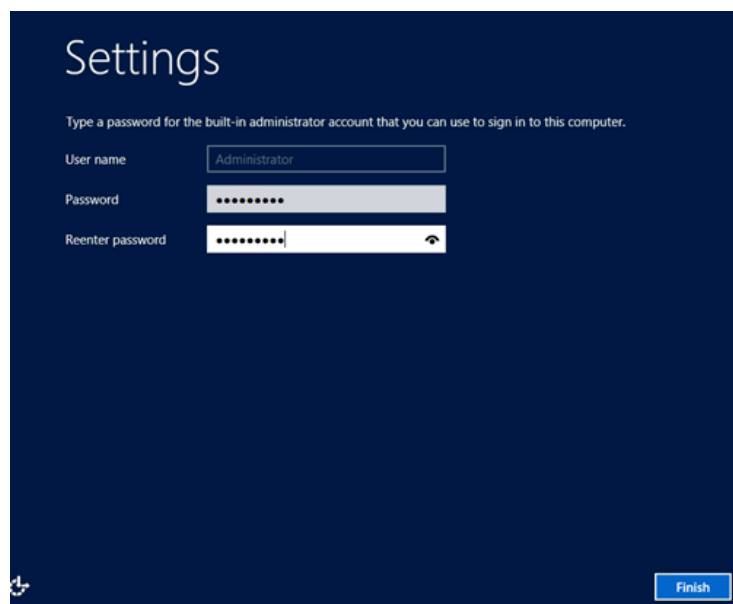 Settings
Type a password for the built-in administrator account that you can use to sign in to this computer.
User name Administrator
Password •••••••••
Reenter password •••••••••
Finish